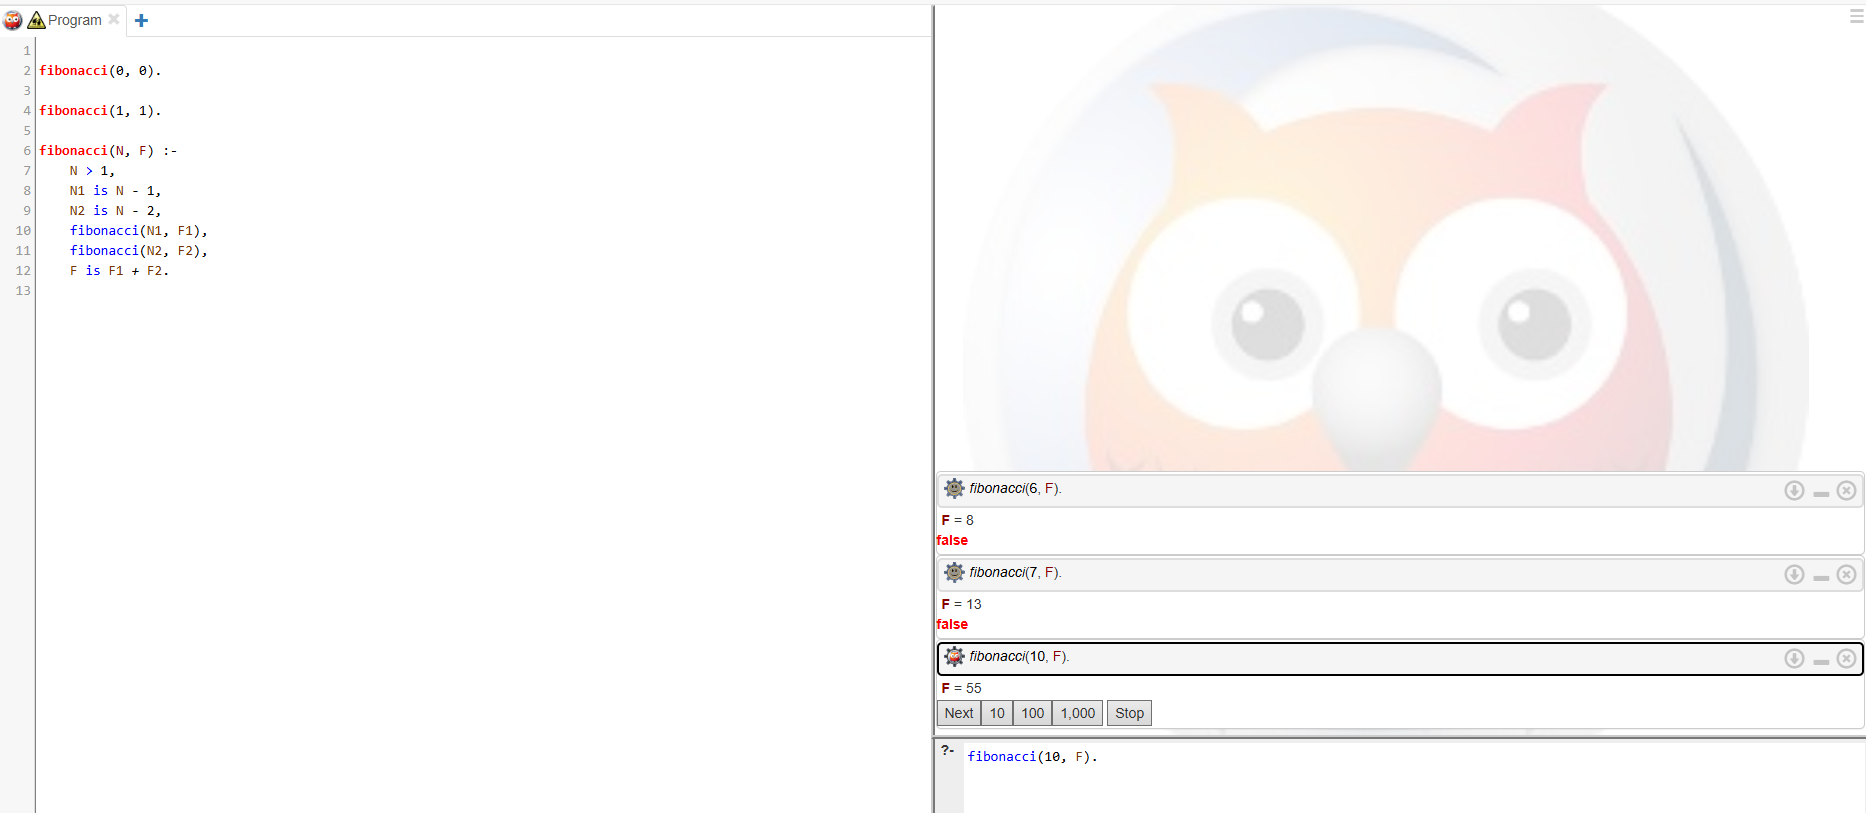 Program
1
2 fibonacci(0, 0).
3
4 fibonacci(1, 1).
5
6 fibonacci(N, F) :-
7     N > 1,
8     N1 is N - 1,
9     N2 is N - 2,
10     fibonacci(N1, F1),
11     fibonacci(N2, F2),
12     F is F1 + F2.
13
fibonacci(6, F).
F = 8
false
fibonacci(7, F).
F = 13
false
fibonacci(10, F).
F = 55
Next 10 100 1,000 Stop
?- fibonacci(10, F).